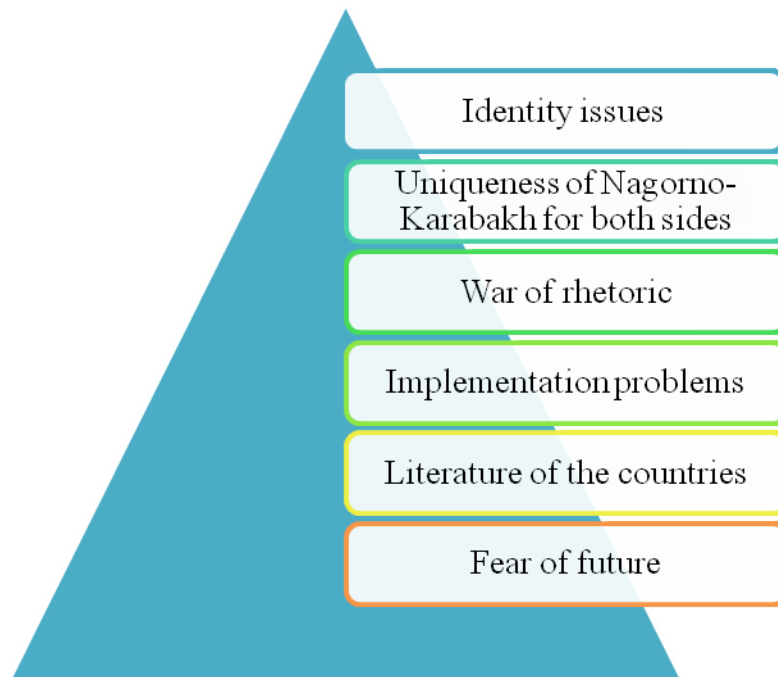 Identity issues
Uniqueness of Nagorno-
Karabakh for both sides
War of rhetoric
Implementation problems
Literature of the countries
Fear of future